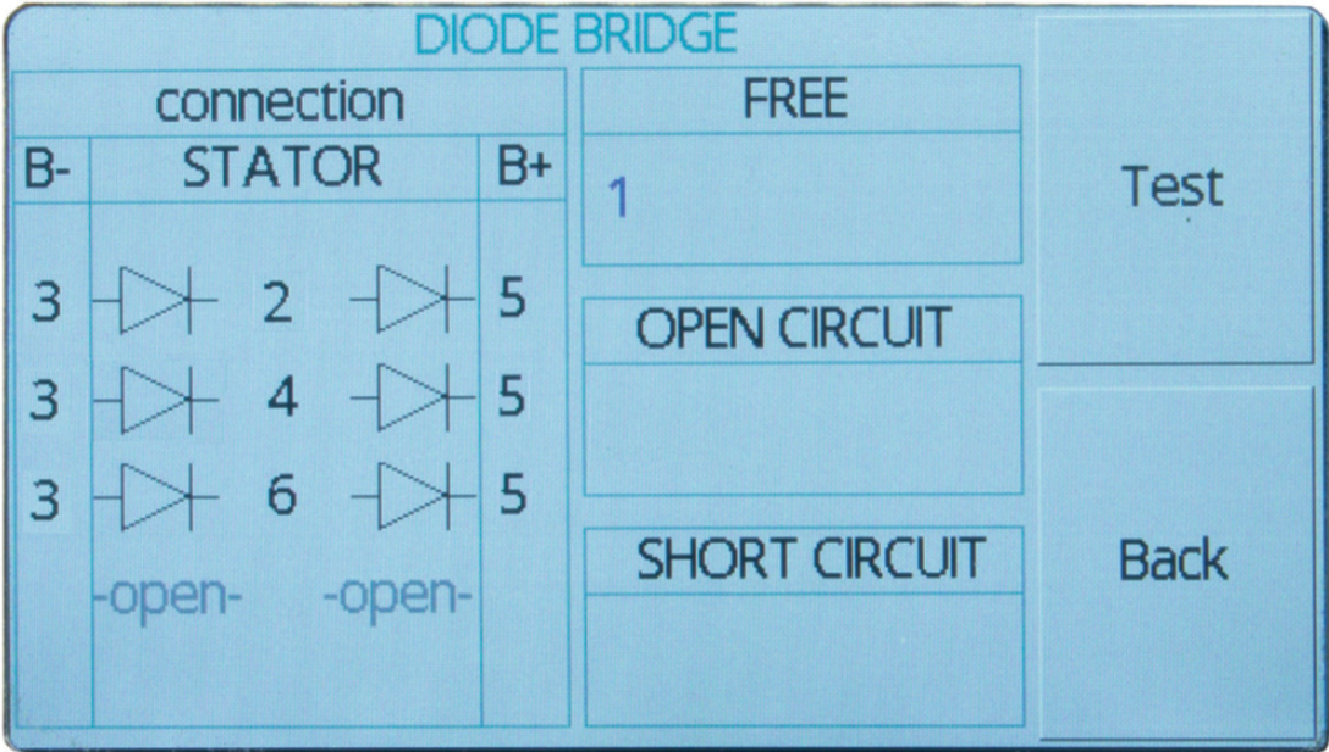 DIODE BRIDGE
connection
B- STATOR B+
3 2 5
3 4 5
3 6 5
-open- -open-
FREE
1
OPEN CIRCUIT
SHORT CIRCUIT
Test
Back